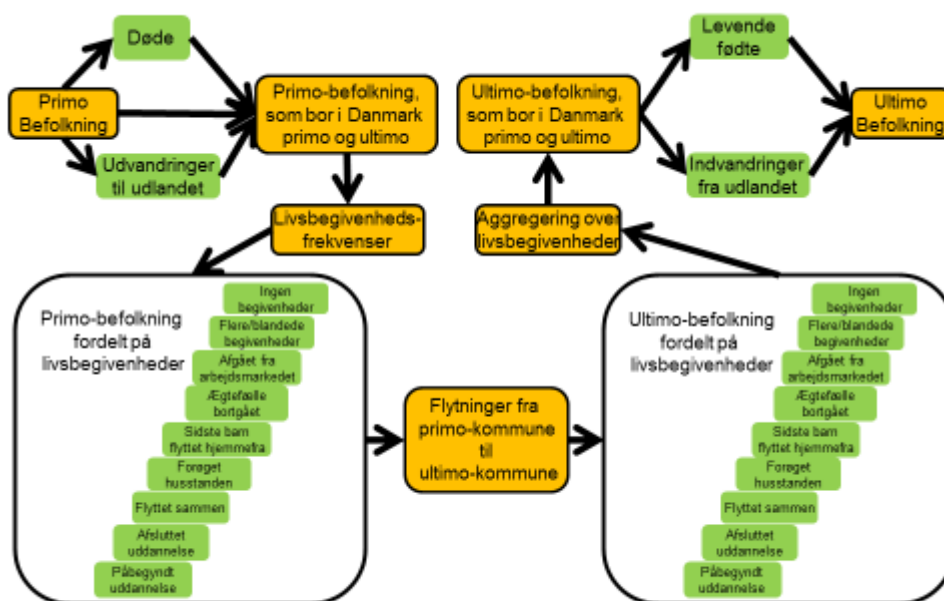 Døde
Primo
Befolkning
Udvandringer
til udlandet
Primo-befolkning,
som bor i Danmark
primo og ultimo
Ultimo-befolkning,
som bor i Danmark
primo og ultimo
Levende
fødte
Indvandringer
fra udlandet
Ultimo
Befolkning
Livsbegivenheds-
frekvenser
Aggregering over
livsbegivenheder
Primo-befolkning
fordelt på
livsbegivenheder
Ingen
begivenheder
Flere/blandede
begivenheder
Afgået fra
arbejdsmarkedet
Ægtefælle
bortgået
Sidste barn
flyttet hjemmefra
Forøget
husstanden
Flyttet sammen
Afsluttet
uddannelse
Påbegyndt
uddannelse
Flytninger fra
primo-kommune
til
ultimo-kommune
Ultimo-befolkning
fordelt på
livsbegivenheder
Ingen
begivenheder
Flere/blandede
begivenheder
Afgået fra
arbejdsmarkedet
Ægtefælle
bortgået
Sidste barn
flyttet hjemmefra
Forøget
husstanden
Flyttet sammen
Afsluttet
uddannelse
Påbegyndt
uddannelse